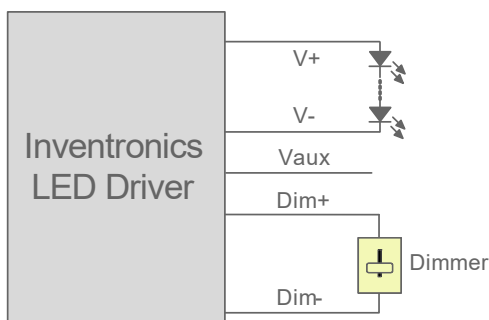 Inventronics
LED Driver
V+
V-
Vaux
Dim+
Dimmer
Dim-